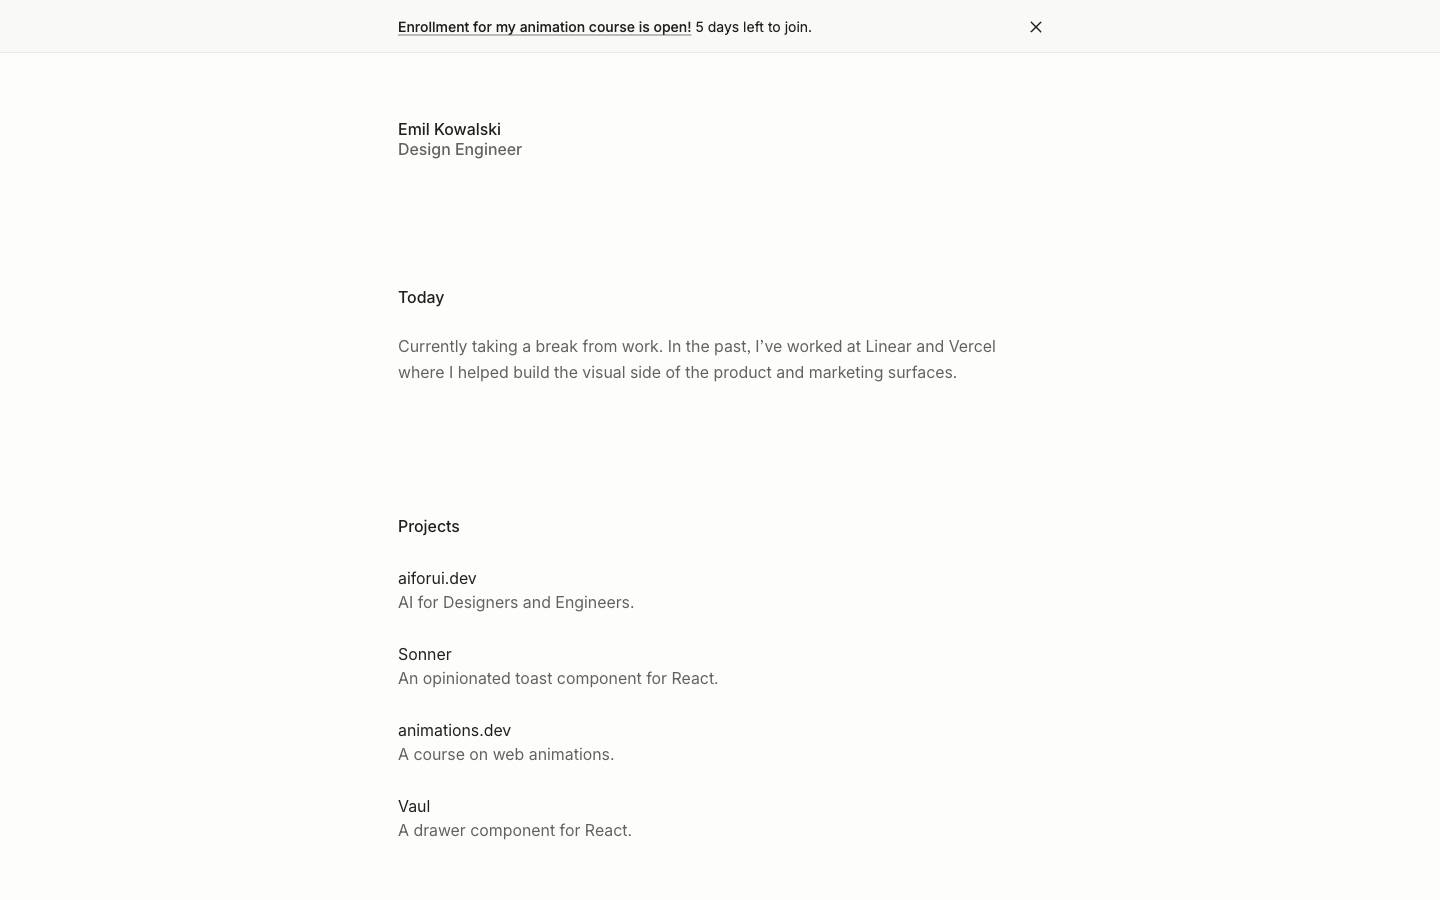 Enrollment for my animation course is open! 5 days left to join.
Emil Kowalski
Design Engineer
Today
Currently taking a break from work. In the past, I’ve worked at Linear and Vercel
where I helped build the visual side of the product and marketing surfaces.
Projects
aiforui.dev
AI for Designers and Engineers.
Sonner
An opinionated toast component for React.
animations.dev
A course on web animations.
Vaul
A drawer component for React.